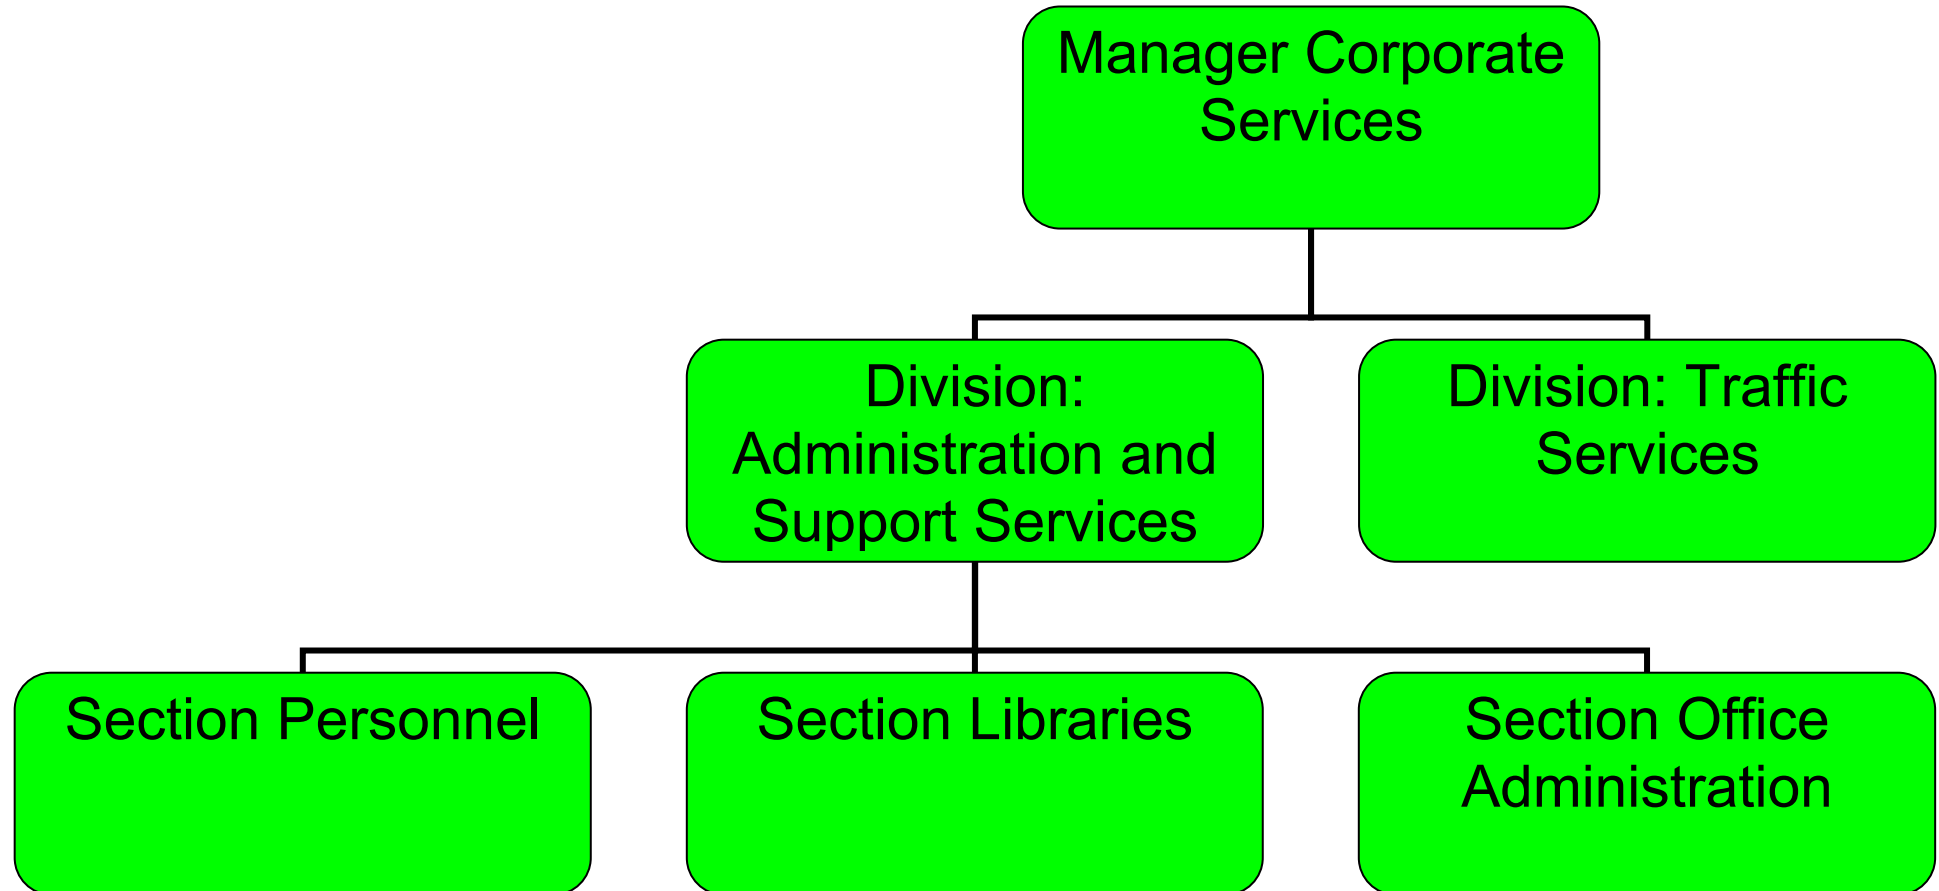 Manager Corporate
Services
Division:
Administration and
Support Services
Division: Traffic
Services
Section Personnel
Section Libraries
Section Office
Administration